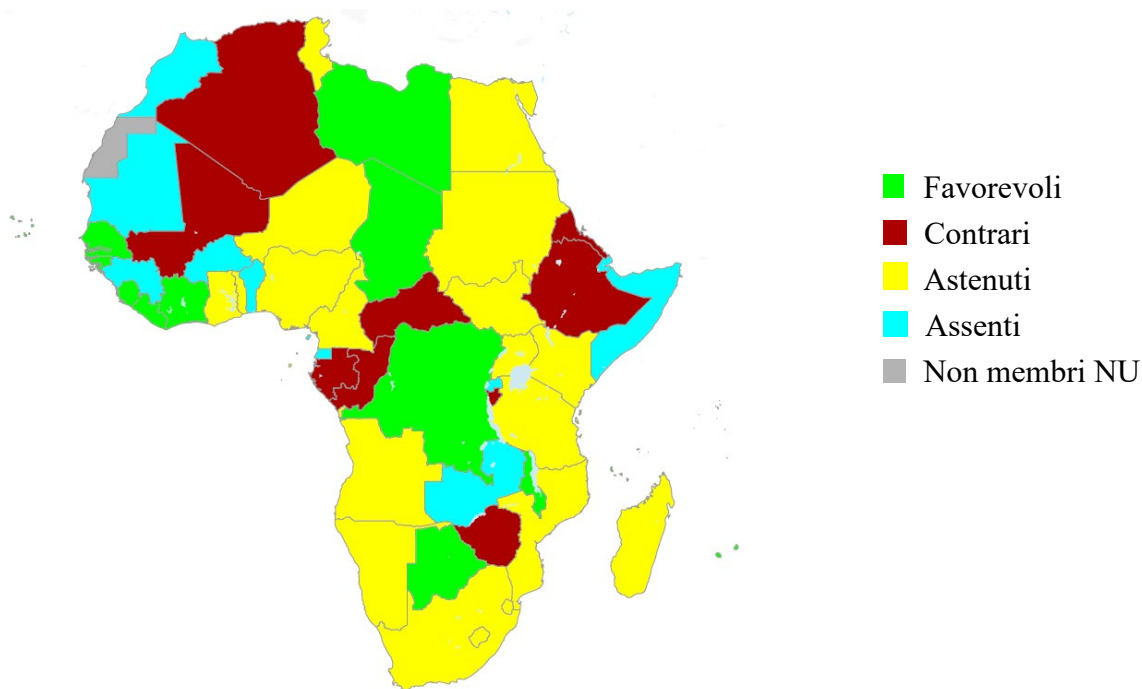 Favorevoli
Contrari
Astenuti
Assenti
Non membri NU